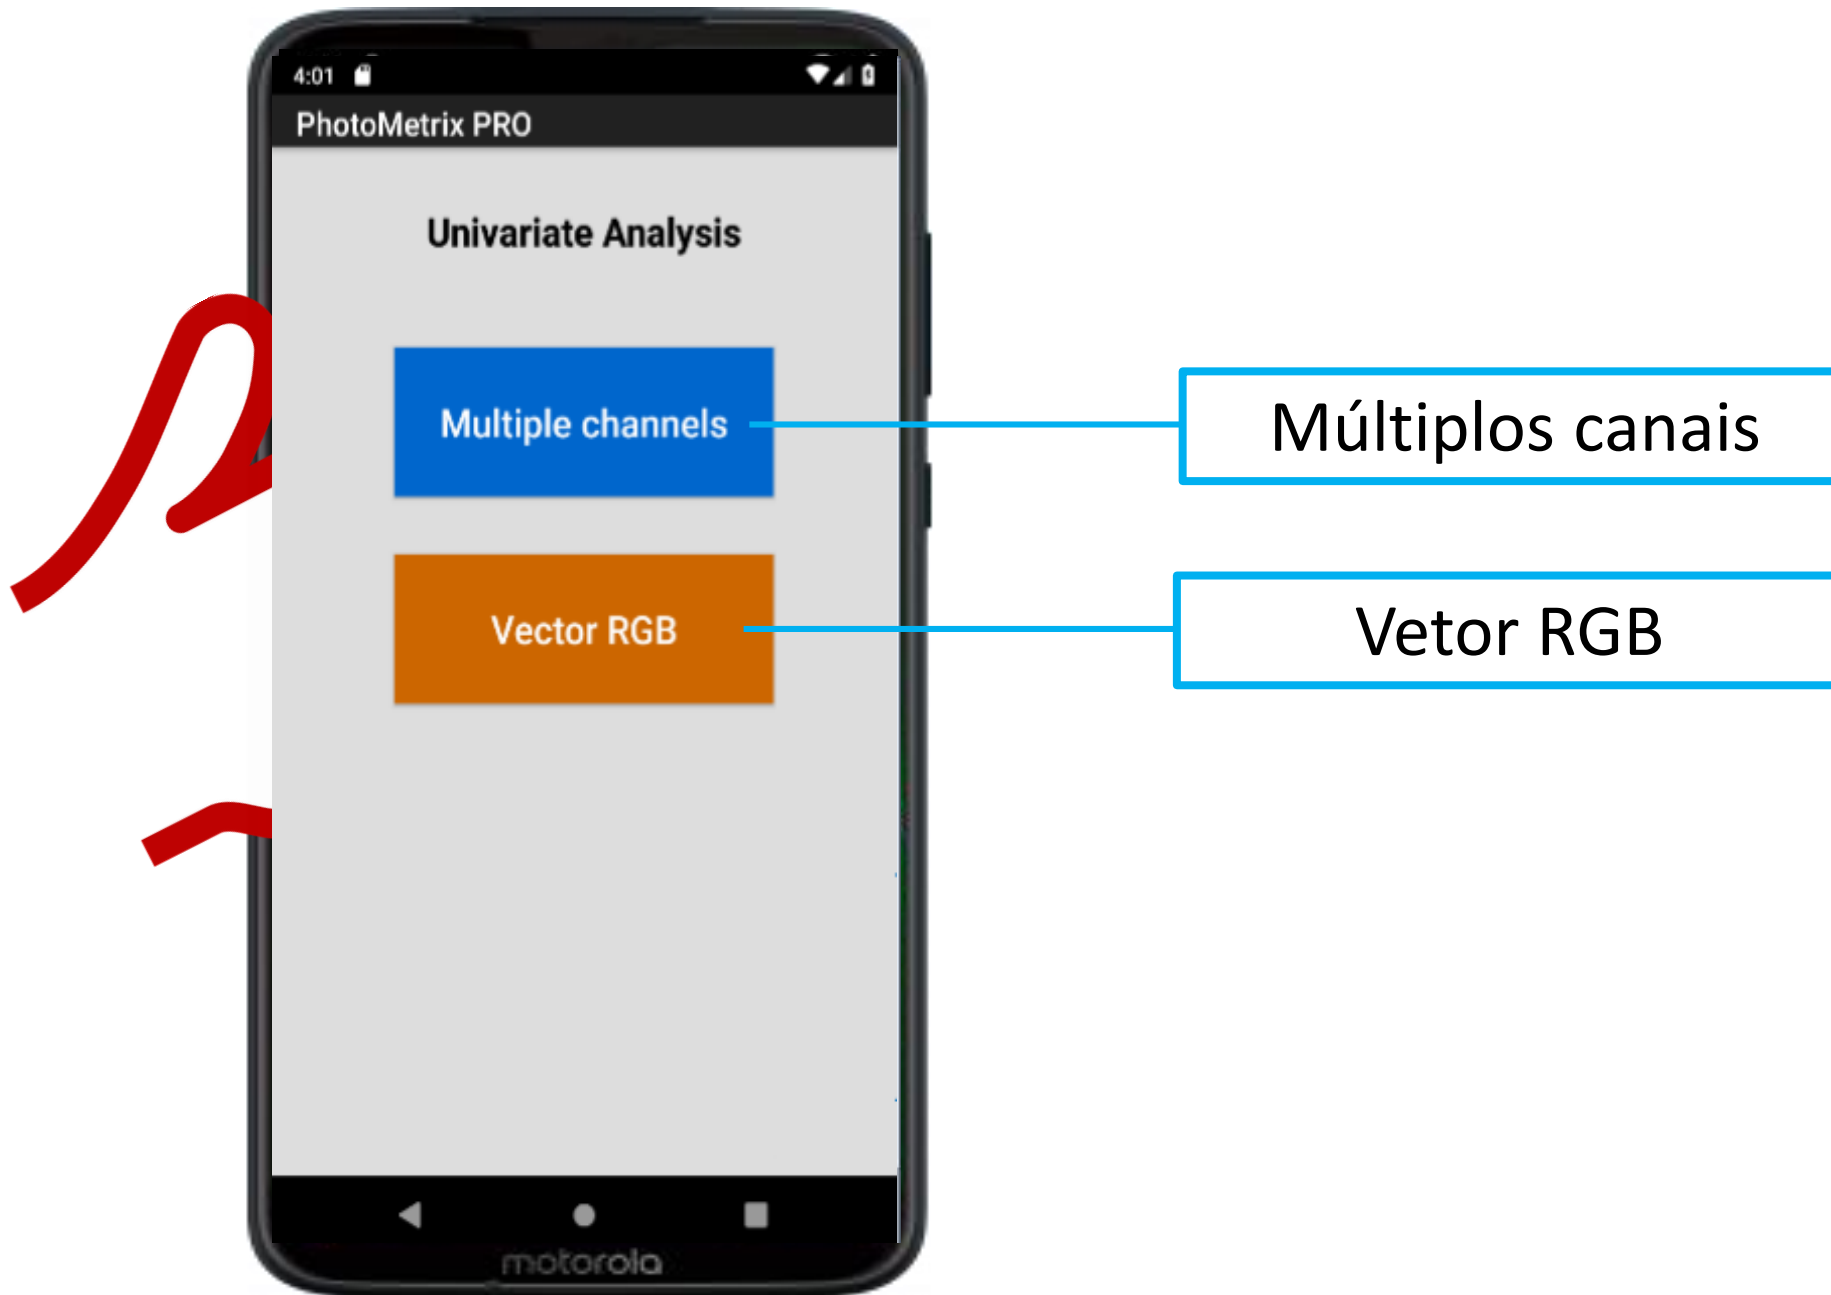 4:01
PhotoMetrix PRO
Univariate Analysis
Multiple channels
Múltiplos canais
Vector RGB
Vetor RGB
motorola